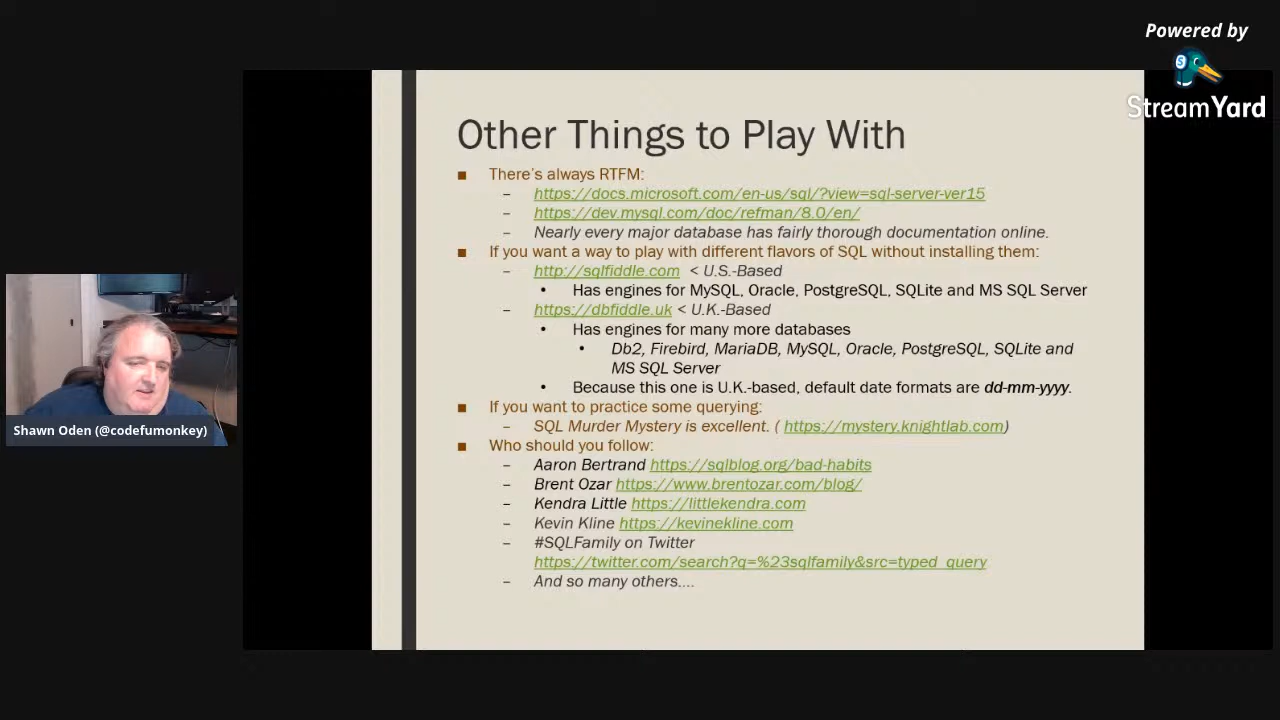 Powered by
StreamYard
Other Things to Play With
■ There's always RTFM:
– https://docs.microsoft.com/en-us/sql/?view=sql-server-ver15
– https://dev.mysql.com/doc/refman/8.0/en/
– Nearly every major database has fairly thorough documentation online.
■ If you want a way to play with different flavors of SQL without installing them:
– http://sqlfiddle.com < U.S.-Based
• Has engines for MySQL, Oracle, PostgreSQL, SQLite and MS SQL Server
– https://dbfiddle.uk < U.K.-Based
• Has engines for many more databases
• Db2, Firebird, MariaDB, MySQL, Oracle, PostgreSQL, SQLite and
MS SQL Server
• Because this one is U.K.-based, default date formats are dd-mm-yyyy.
■ If you want to practice some querying:
– SQL Murder Mystery is excellent. ( https://mystery.knightlab.com)
■ Who should you follow:
– Aaron Bertrand https://sqlblog.org/bad-habits
– Brent Ozar https://www.brentozar.com/blog/
– Kendra Little https://littlekendra.com
– Kevin Kline https://kevinekline.com
– #SQLFamily on Twitter
https://twitter.com/search?q=%23sqlfamily&src=typed_query
– And so many others....
Shawn Oden (@codefumonkey)